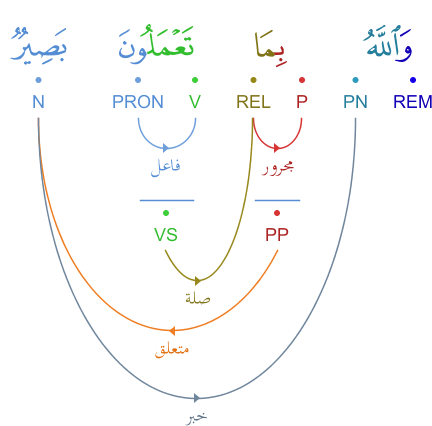 وَٱللَّهُ بِمَا تَعْمَلُونَ بَصِيرٌ
REM PN P REL V PRON N
مجرور فاعل
PP VS
صلة
متعلق
خبر